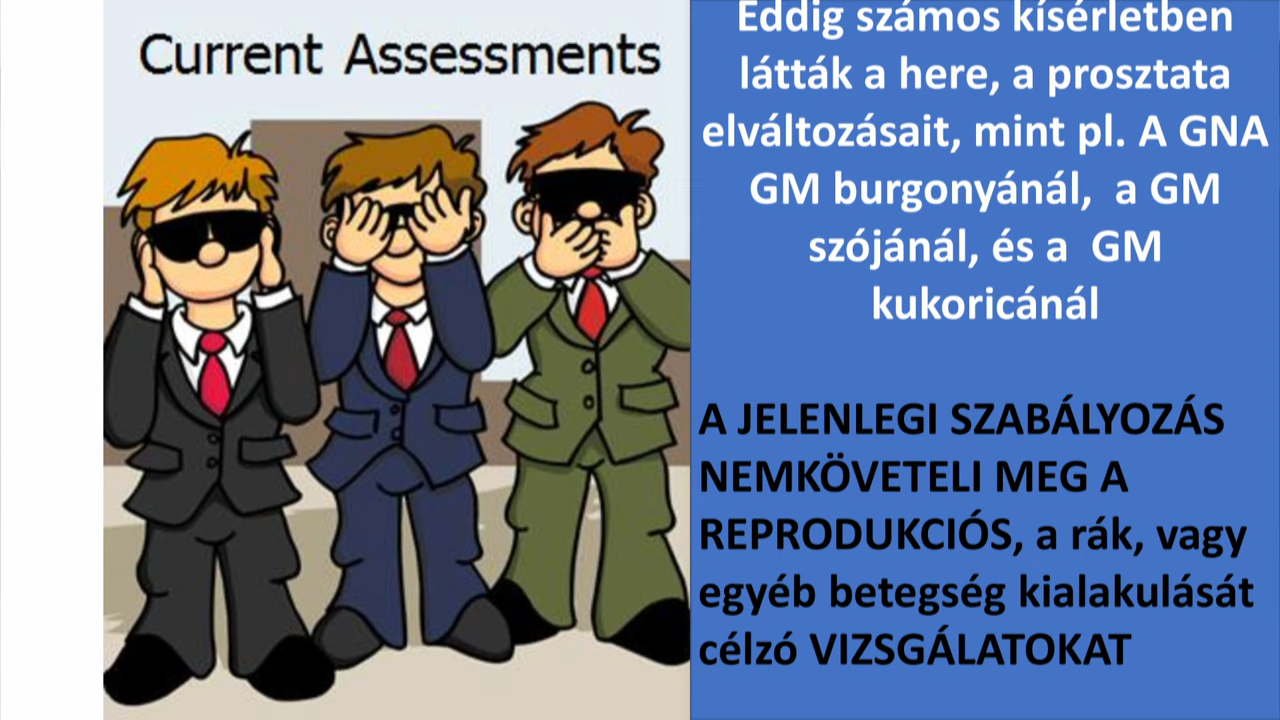 Current Assessments
Eddig számos kísérletben
látták a here, a prosztata
elváltozásait, mint pl. A GNA
GM burgonyánál, a GM
szójánál, és a GM
kukoricánál
A JELENLEGI SZABÁLYOZÁS
NEMKÖVETELI MEG A
REPRODUKCIÓS, a rák, vagy
egyéb betegség kialakulását
célzó VIZSGÁLATOKAT